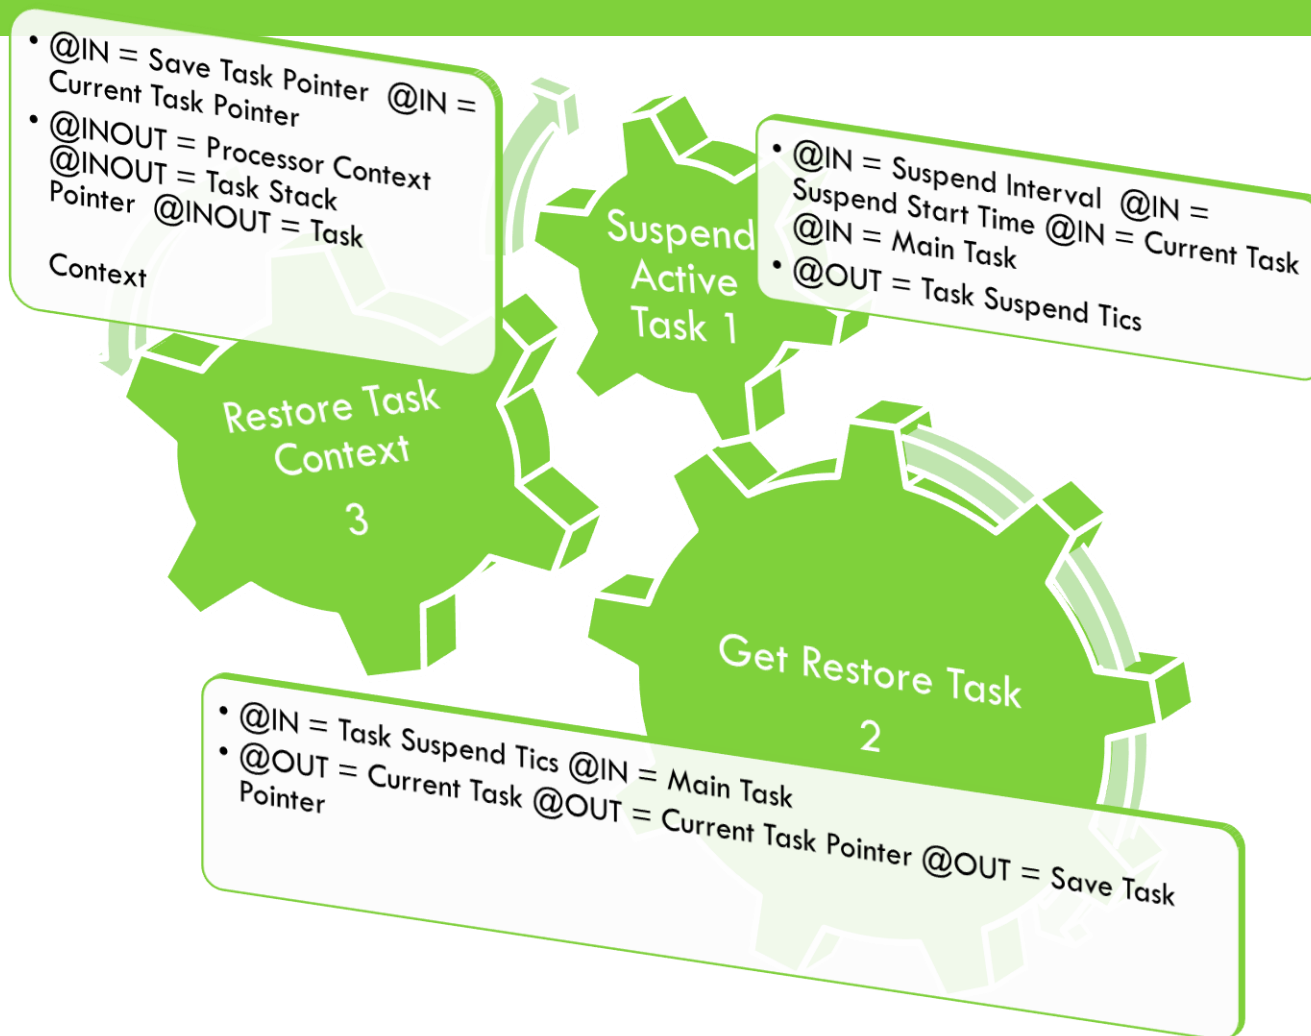 • @IN = Save Task Pointer @IN =
Current Task Pointer
• @INOUT = Processor Context
@INOUT = Task Stack
Pointer @INOUT = Task
Context
Suspend
Active
Task 1
• @IN = Suspend Interval @IN =
Suspend Start Time @IN = Current Task
@IN = Main Task
• @OUT = Task Suspend Tics
Restore Task
Context
3
Get Restore Task
2
• @IN = Task Suspend Tics @IN = Main Task
• @OUT = Current Task @OUT = Current Task Pointer @OUT = Save Task
Pointer